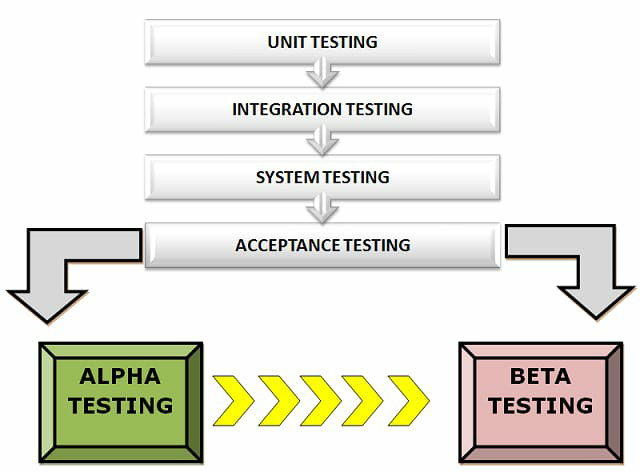 UNIT TESTING
INTEGRATION TESTING
SYSTEM TESTING
ACCEPTANCE TESTING
ALPHA
TESTING
BETA
TESTING